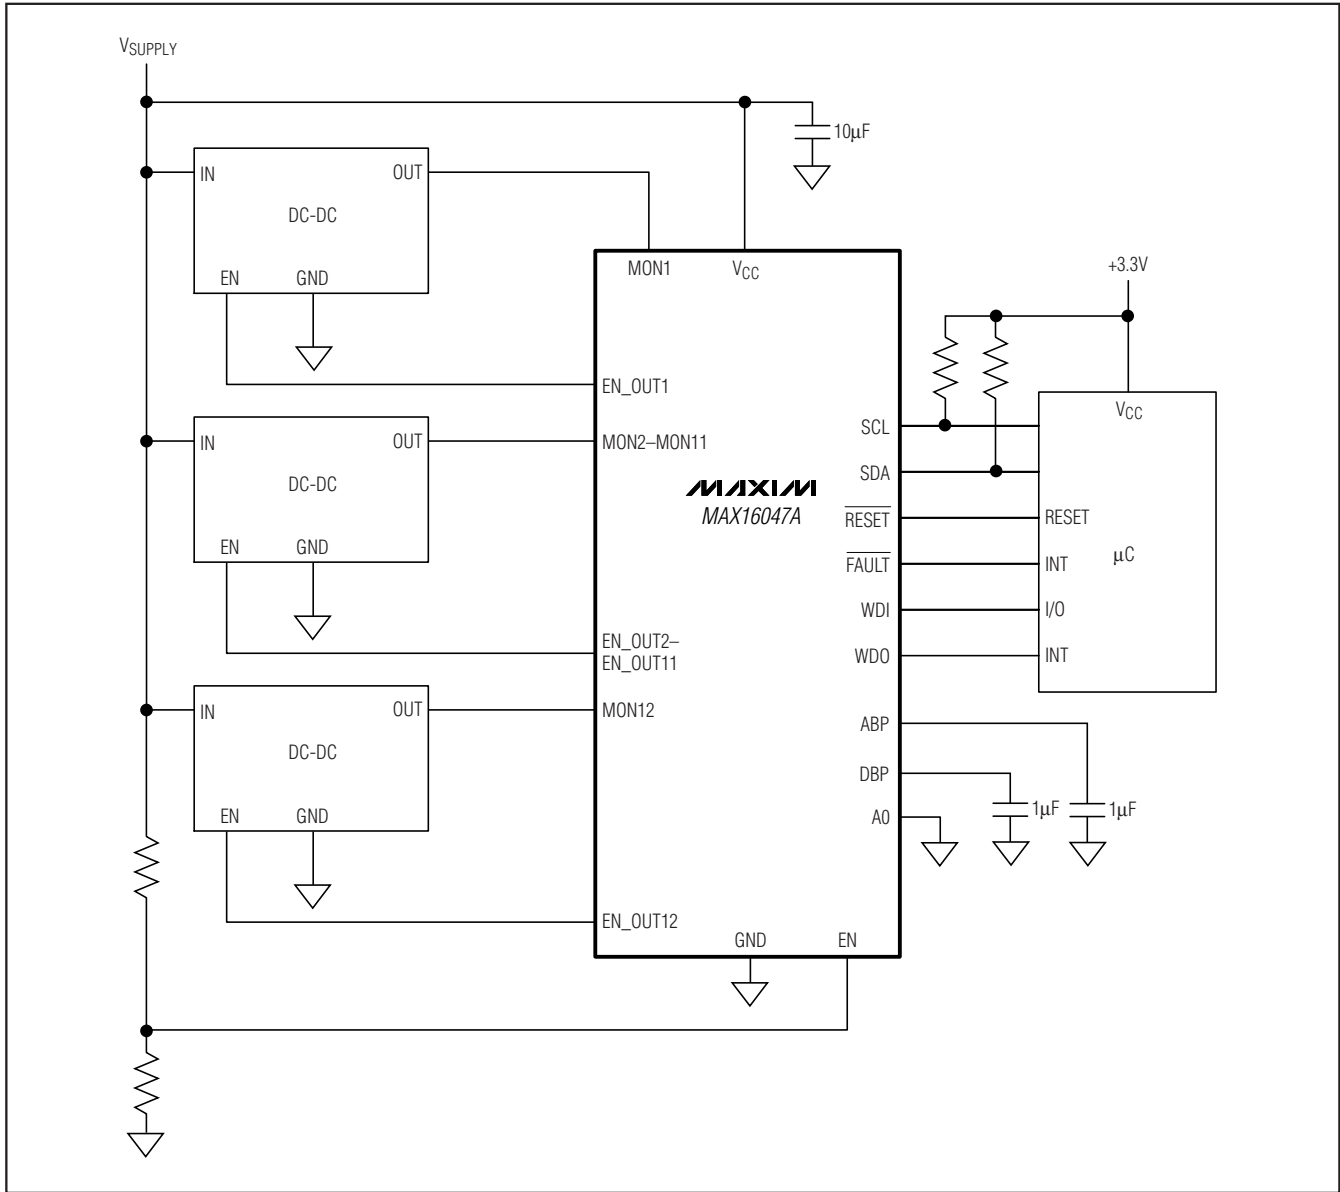 VSUPPLY
10µF
IN
OUT
DC-DC
EN
GND
MON1
VCC
+3.3V
EN_OUT1
VCC
IN
OUT
DC-DC
EN
GND
MON2–MON11
MAXIM
MAX16047A
SCL
SDA
RESET
RESET
FAULT
INT
µC
WDI
I/O
WDO
INT
EN_OUT2–
EN_OUT11
IN
OUT
DC-DC
EN
GND
MON12
ABP
DBP
1µF
1µF
A0
EN_OUT12
GND
EN